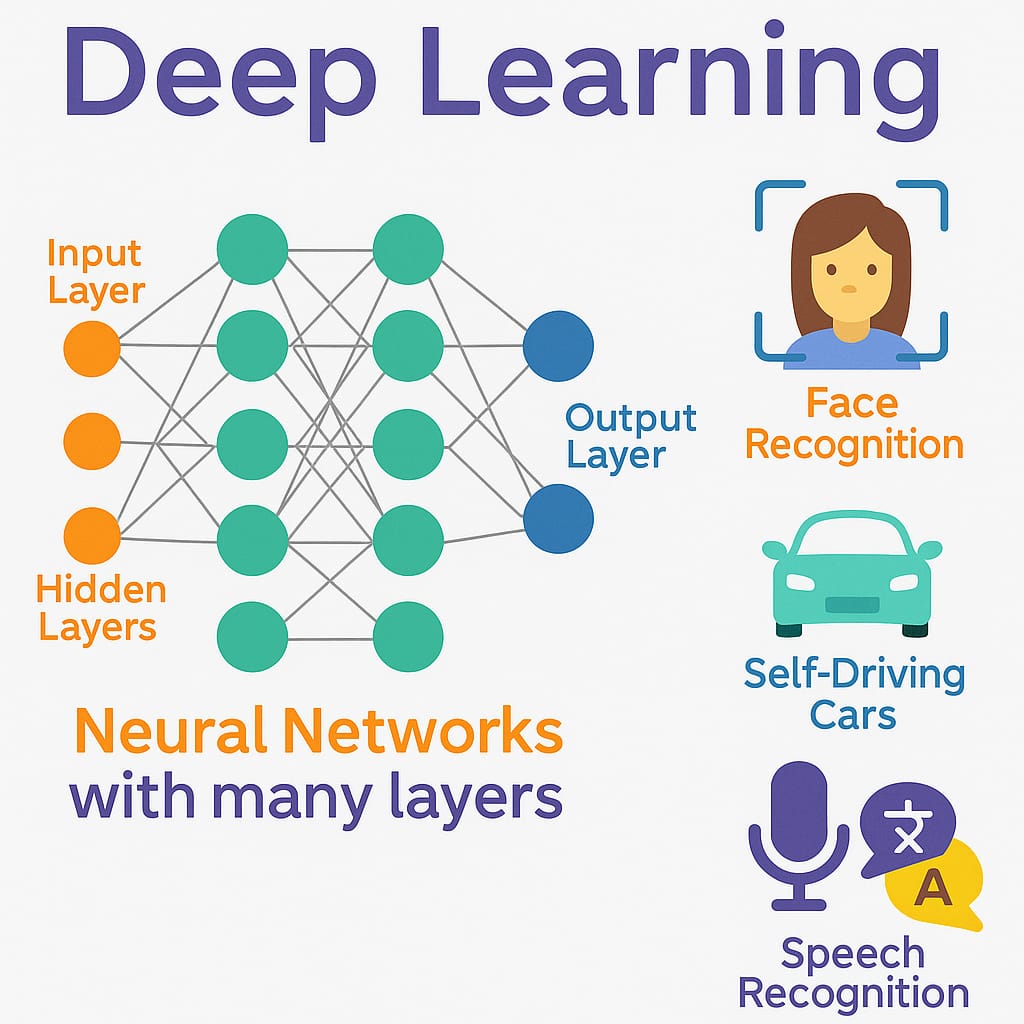 Deep Learning
Input
Layer
Hidden
Layers
Output
Layer
Neural Networks
with many layers
Face
Recognition
Self-Driving
Cars
文
A
Speech
Recognition